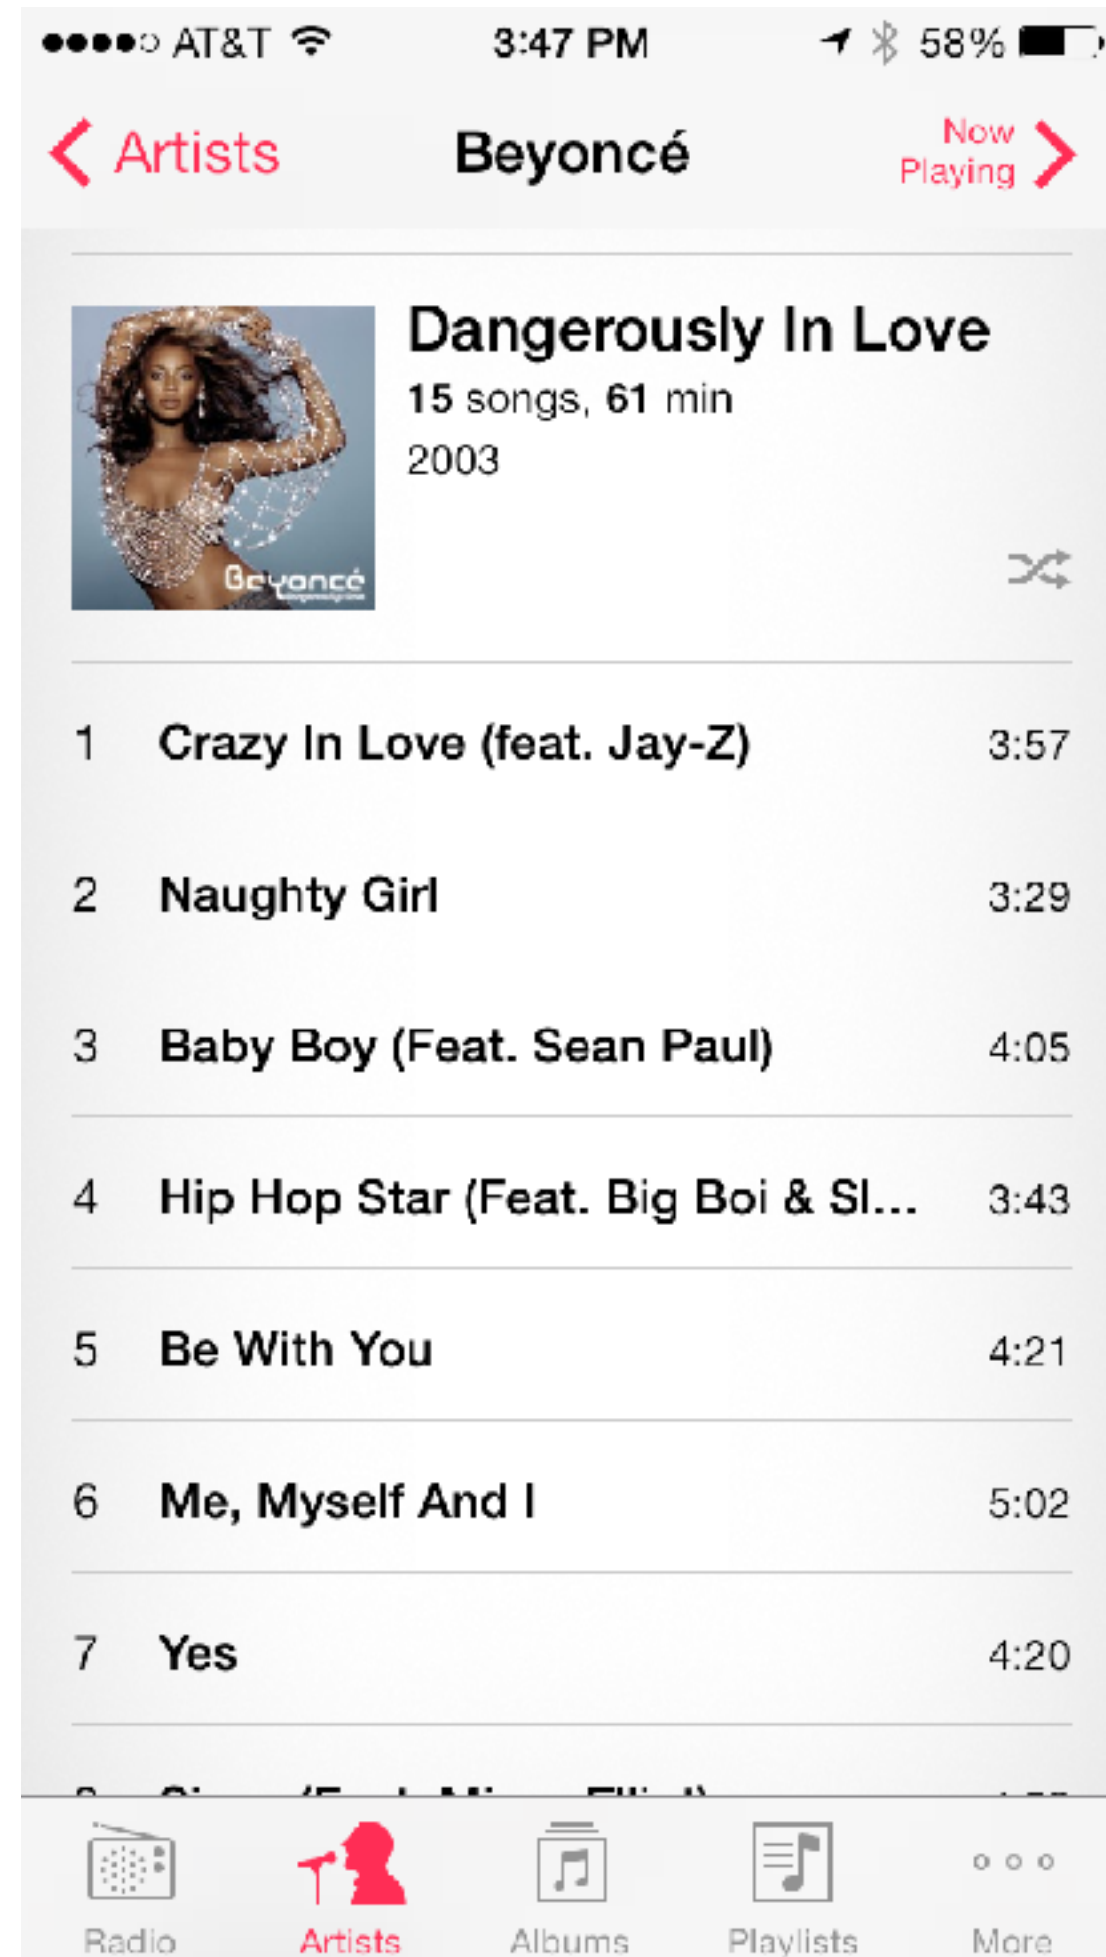 AT&T 3:47 PM 58%
Artists Beyoncé Now Playing
Dangerously In Love
15 songs, 61 min
2003
Beyoncé
1 Crazy In Love (feat. Jay-Z) 3:57
2 Naughty Girl 3:29
3 Baby Boy (Feat. Sean Paul) 4:05
4 Hip Hop Star (Feat. Big Boi & Sl... 3:43
5 Be With You 4:21
6 Me, Myself And I 5:02
7 Yes 4:20
Radio Artists Albums Playlists More